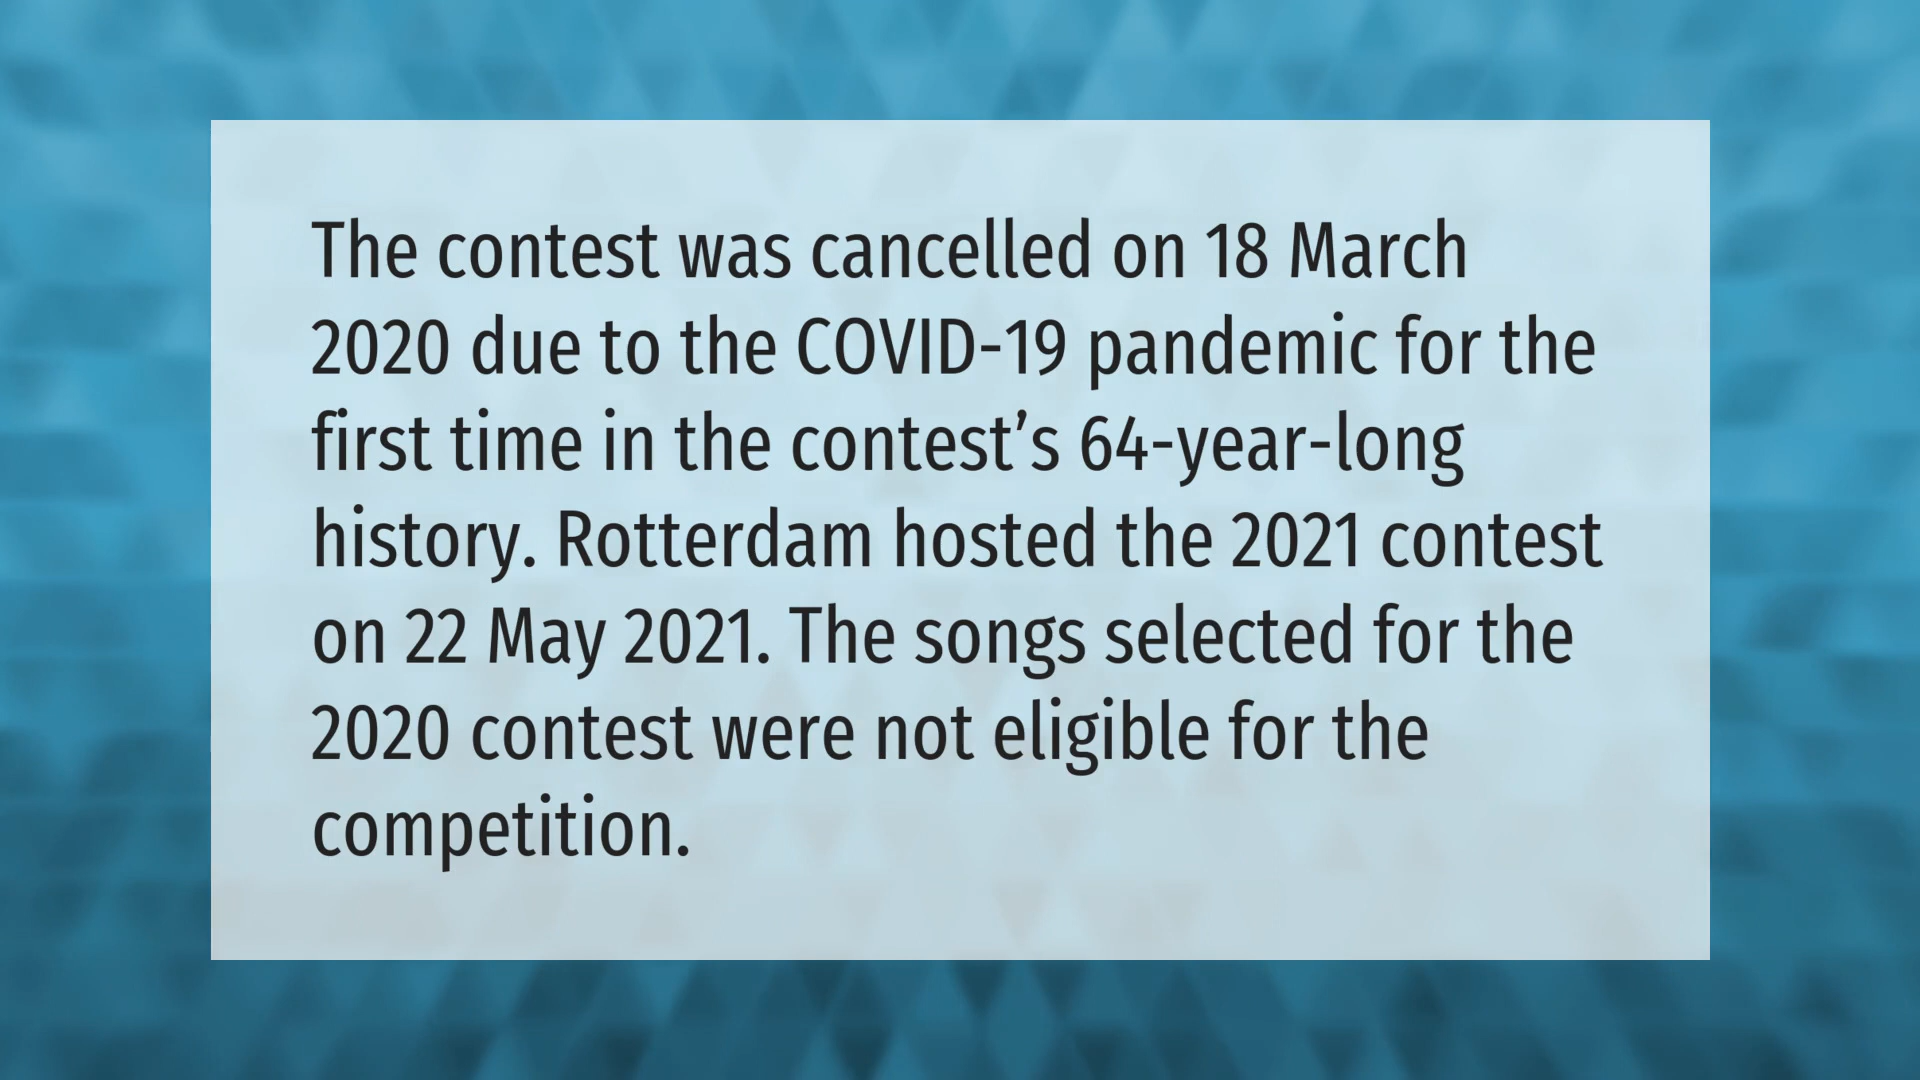 The contest was cancelled on 18 March
2020 due to the COVID-19 pandemic for the
first time in the contest’s 64-year-long
history. Rotterdam hosted the 2021 contest
on 22 May 2021. The songs selected for the
2020 contest were not eligible for the
competition.